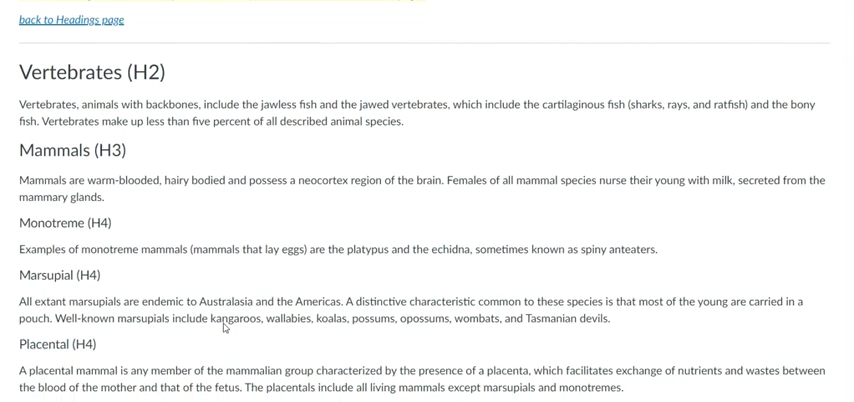 back to Headings page
Vertebrates (H2)
Vertebrates, animals with backbones, include the jawless fish and the jawed vertebrates, which include the cartilaginous fish (sharks, rays, and ratfish) and the bony
fish. Vertebrates make up less than five percent of all described animal species.
Mammals (H3)
Mammals are warm-blooded, hairy bodied and possess a neocortex region of the brain. Females of all mammal species nurse their young with milk, secreted from the
mammary glands.
Monotreme (H4)
Examples of monotreme mammals (mammals that lay eggs) are the platypus and the echidna, sometimes known as spiny anteaters.
Marsupial (H4)
All extant marsupials are endemic to Australasia and the Americas. A distinctive characteristic common to these species is that most of the young are carried in a
pouch. Well-known marsupials include kangaroos, wallabies, koalas, possums, opossums, wombats, and Tasmanian devils.
Placental (H4)
A placental mammal is any member of the mammalian group characterized by the presence of a placenta, which facilitates exchange of nutrients and wastes between
the blood of the mother and that of the fetus. The placentals include all living mammals except marsupials and monotremes.